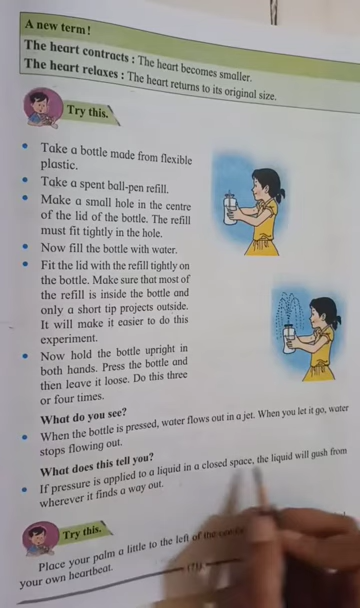 A new term!
The heart contracts : The heart becomes smaller.
The heart relaxes : The heart returns to its original size.
Try this.
• Take a bottle made from flexible
plastic.
• Take a spent ball-pen refill.
• Make a small hole in the centre
of the lid of the bottle. The refill
must fit tightly in the hole.
• Now fill the bottle with water.
• Fit the lid with the refill tightly on
the bottle. Make sure that most of
the refill is inside the bottle and
only a short tip projects outside.
It will make it easier to do this
experiment.
• Now hold the bottle upright in
both hands. Press the bottle and
then leave it loose. Do this three
or four times.
What do you see?
• When the bottle is pressed, water flows out in a jet. When you let it go, water
stops flowing out.
What does this tell you?
• If pressure is applied to a liquid in a closed space, the liquid will gush from
wherever it finds a way out.
Try this.
Place your palm a little to the left of the
your own heartbeat.